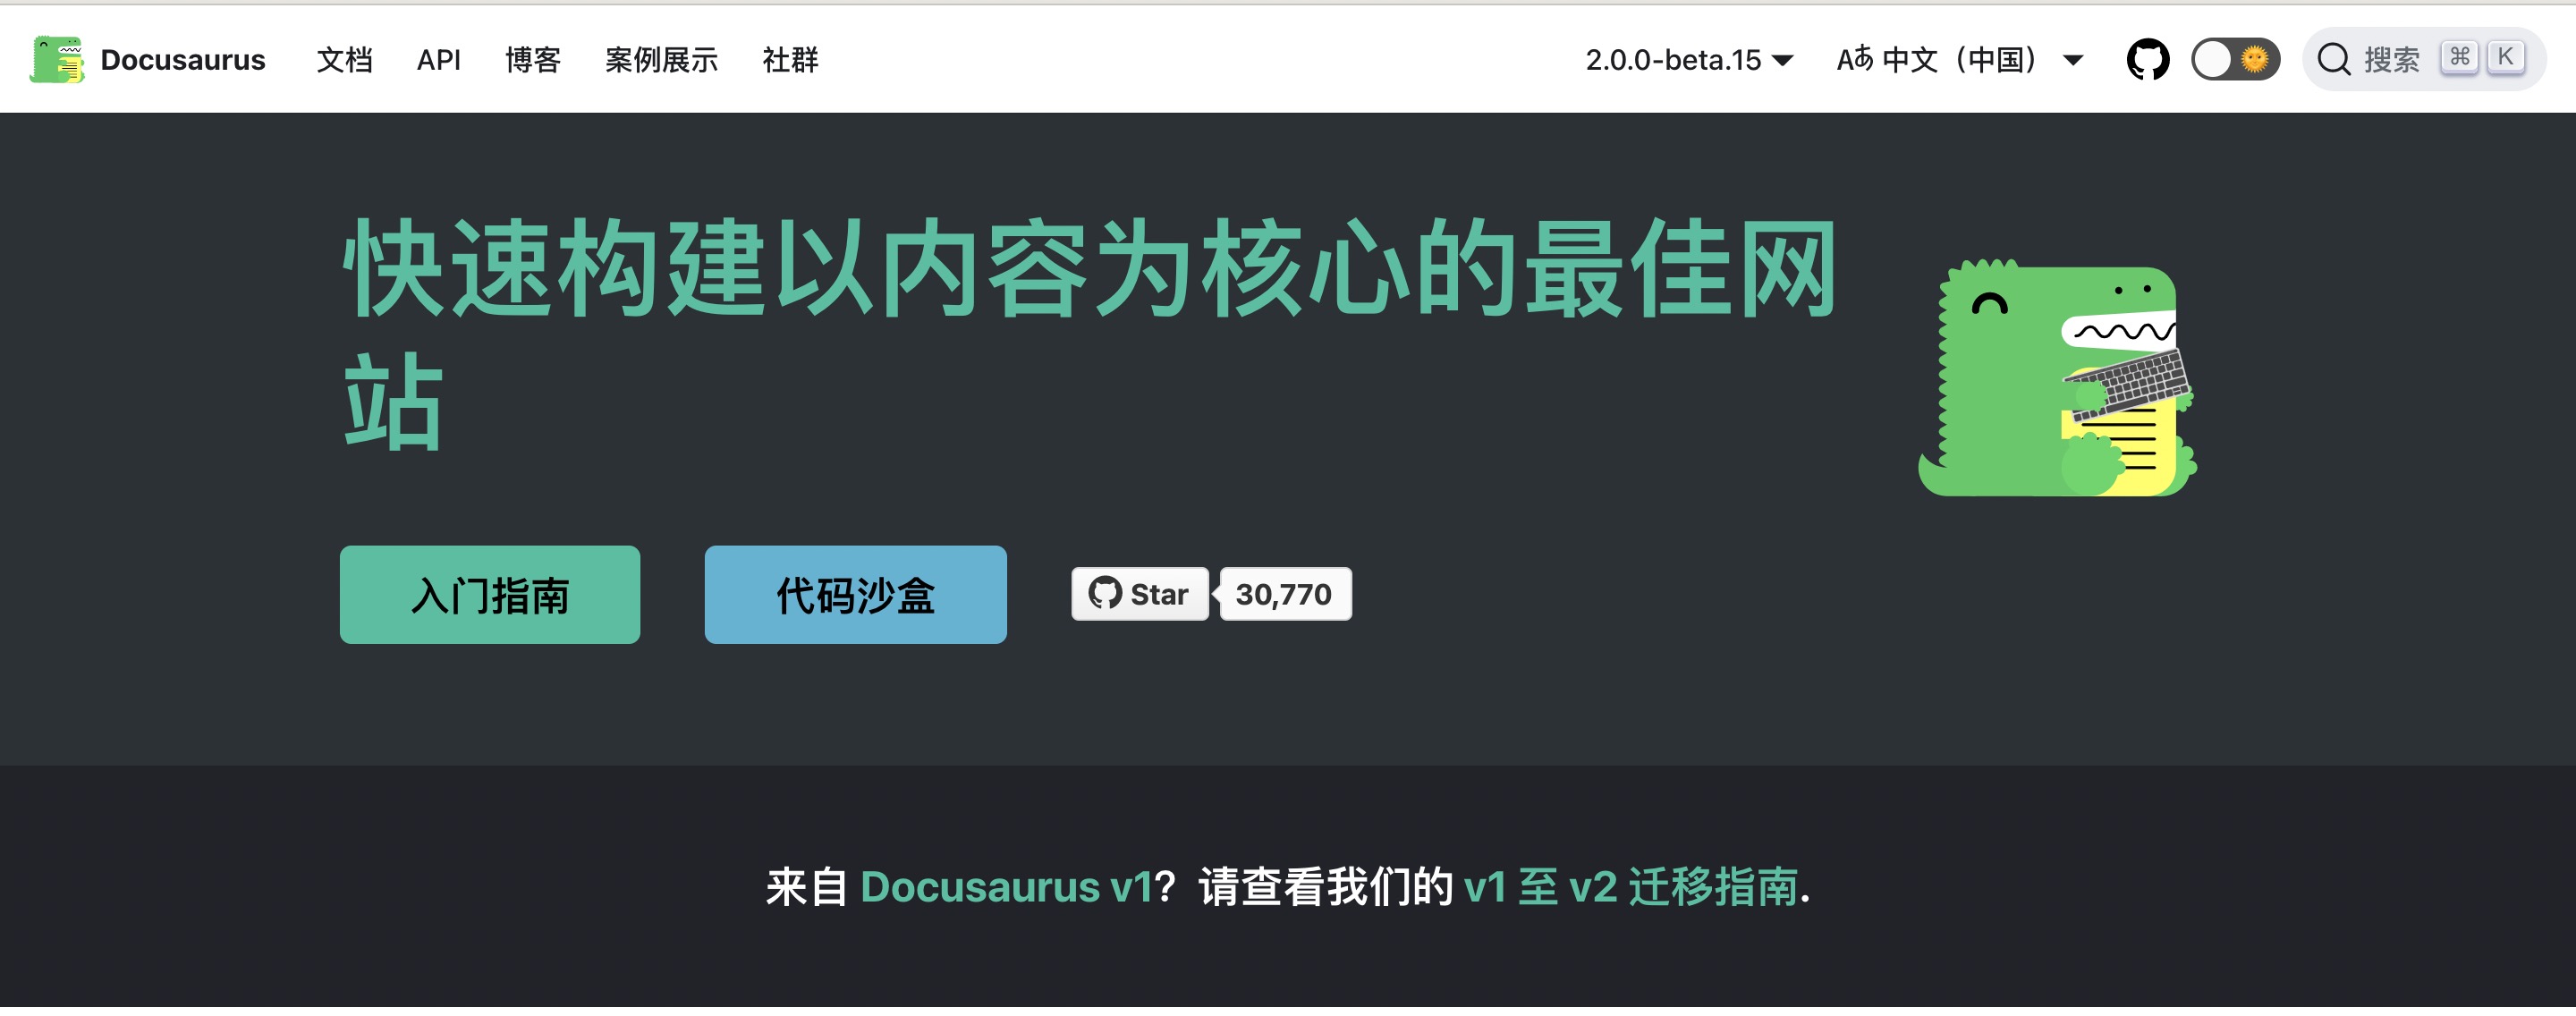 Docusaurus 文档 API 博客 案例展示 社群 2.0.0-beta.15 Aあ 中文（中国） 搜索 ⌘ K
快速构建以内容为核心的最佳网
站
入门指南 代码沙盒 Star 30,770
来自 Docusaurus v1？请查看我们的 v1 至 v2 迁移指南.